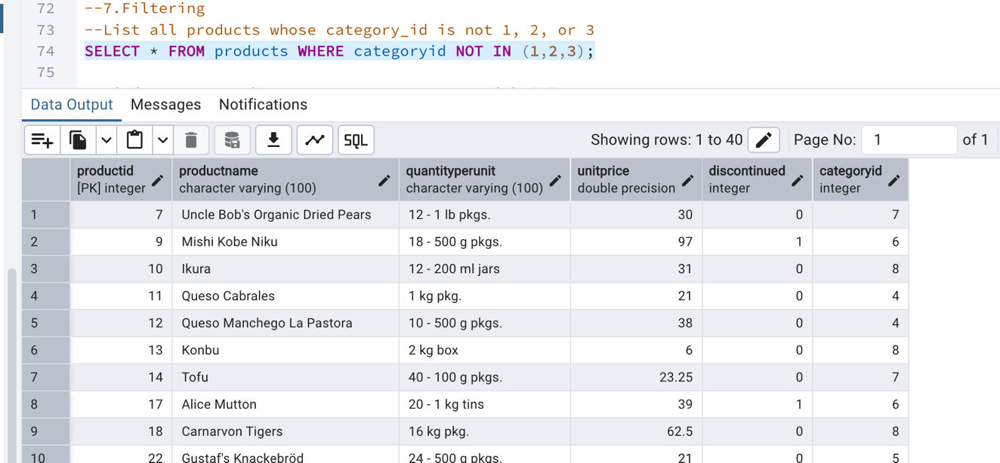 72 --7.Filtering
73 --List all products whose category_id is not 1, 2, or 3
74 SELECT * FROM products WHERE categoryid NOT IN (1,2,3);
75
Data Output Messages Notifications
SQL Showing rows: 1 to 40 Page No: 1 of 1
productid productname quantityperunit unitprice discontinued categoryid
[PK] integer character varying (100) character varying (100) double precision integer integer
1 7 Uncle Bob's Organic Dried Pears 12 - 1 lb pkgs. 30 0 7
2 9 Mishi Kobe Niku 18 - 500 g pkgs. 97 1 6
3 10 Ikura 12 - 200 ml jars 31 0 8
4 11 Queso Cabrales 1 kg pkg. 21 0 4
5 12 Queso Manchego La Pastora 10 - 500 g pkgs. 38 0 4
6 13 Konbu 2 kg box 6 0 8
7 14 Tofu 40 - 100 g pkgs. 23.25 0 7
8 17 Alice Mutton 20 - 1 kg tins 39 1 6
9 18 Carnarvon Tigers 16 kg pkg. 62.5 0 8
10 22 Gustaf's Knackebröd 24 - 500 g pkgs. 21 0 5